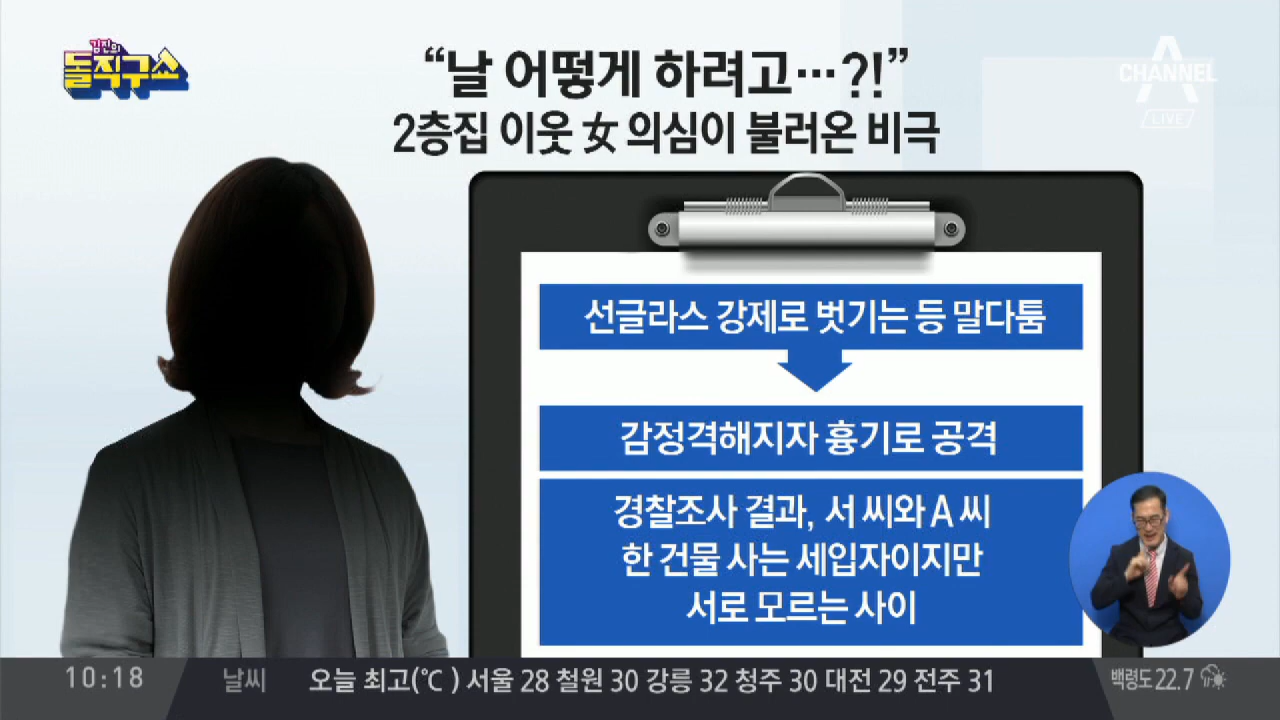 김진의
돌직구쇼
“날 어떻게 하려고…?!”
2층집 이웃 女 의심이 불러온 비극
CHANNEL A
LIVE
선글라스 강제로 벗기는 등 말다툼
감정격해지자 흉기로 공격
경찰조사 결과, 서 씨와 A 씨
한 건물 사는 세입자이지만
서로 모르는 사이
10:18 날씨 오늘 최고(℃) 서울 28 철원 30 강릉 32 청주 30 대전 29 전주 31 백령도 22.7